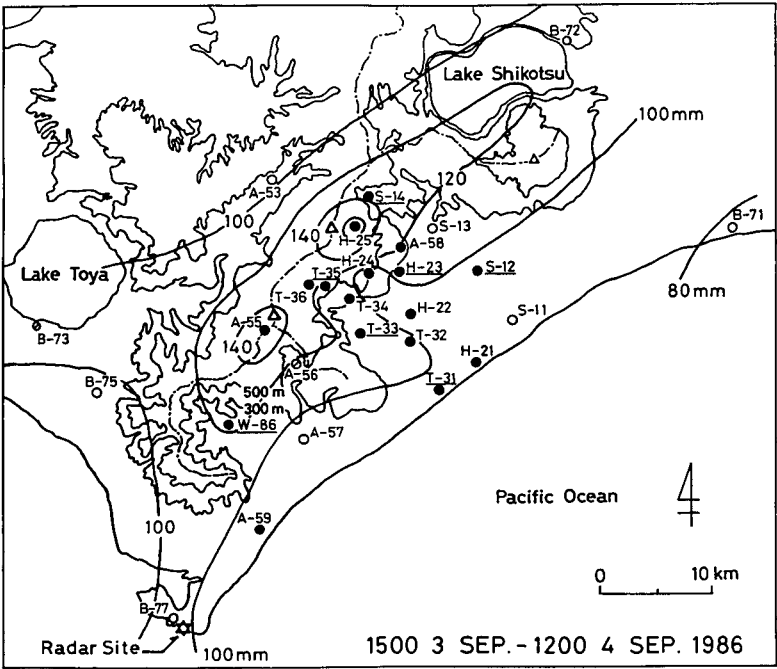 B-72
Lake Shikotsu
100mm
A-53
S-14
120
B-71
100
140
H-25
S-13
A-58
Lake Toya
H-24
H-23
S-12
T-35
80mm
T-36
T-34
H-22
S-11
A-55
T-33
T-32
B-73
140
A-56
H-21
B-75
500 m
T-31
300 m
W-86
A-57
Pacific Ocean
100
A-59
0 10 km
B-77
Radar Site
100mm
1500 3 SEP.-1200 4 SEP. 1986